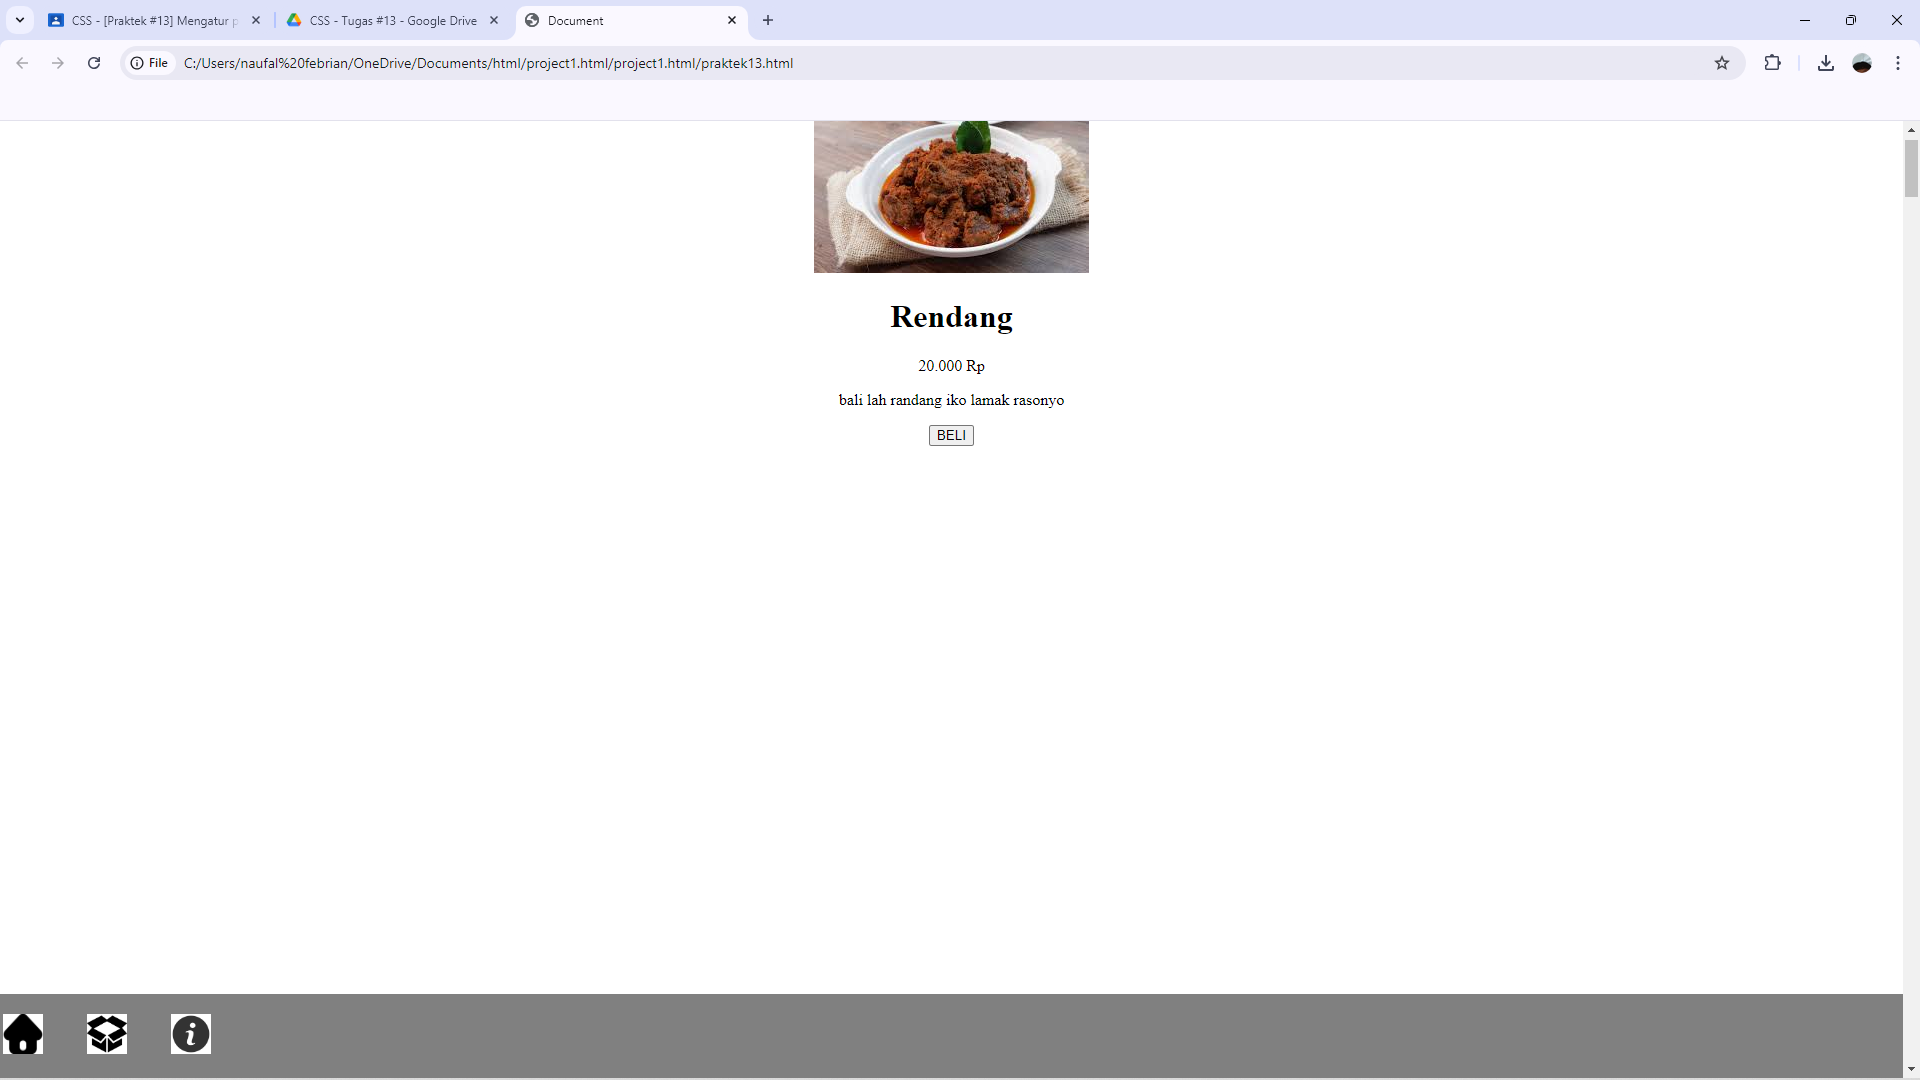 CSS - [Praktek #13] Mengatur p
CSS - Tugas #13 - Google Drive
Document
File
C:/Users/naufal%20febrian/OneDrive/Documents/html/project1.html/project1.html/praktek13.html
Rendang
20.000 Rp
bali lah randang iko lamak rasonyo
BELI